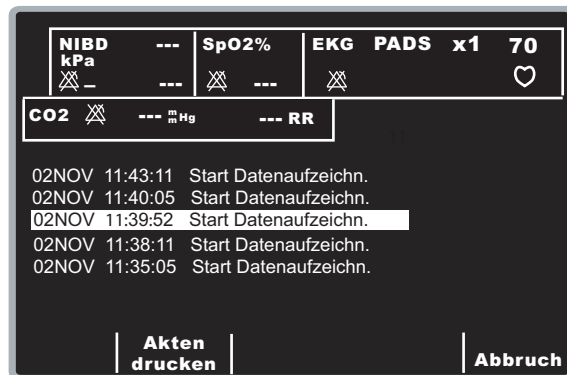 NIBD --- SpO2% EKG PADS x1 70
kPa
– --- ---
CO2 --- mmHg --- RR
02NOV 11:43:11 Start Datenaufzeichn.
02NOV 11:40:05 Start Datenaufzeichn.
02NOV 11:39:52 Start Datenaufzeichn.
02NOV 11:38:11 Start Datenaufzeichn.
02NOV 11:35:05 Start Datenaufzeichn.
Akten
drucken Abbruch